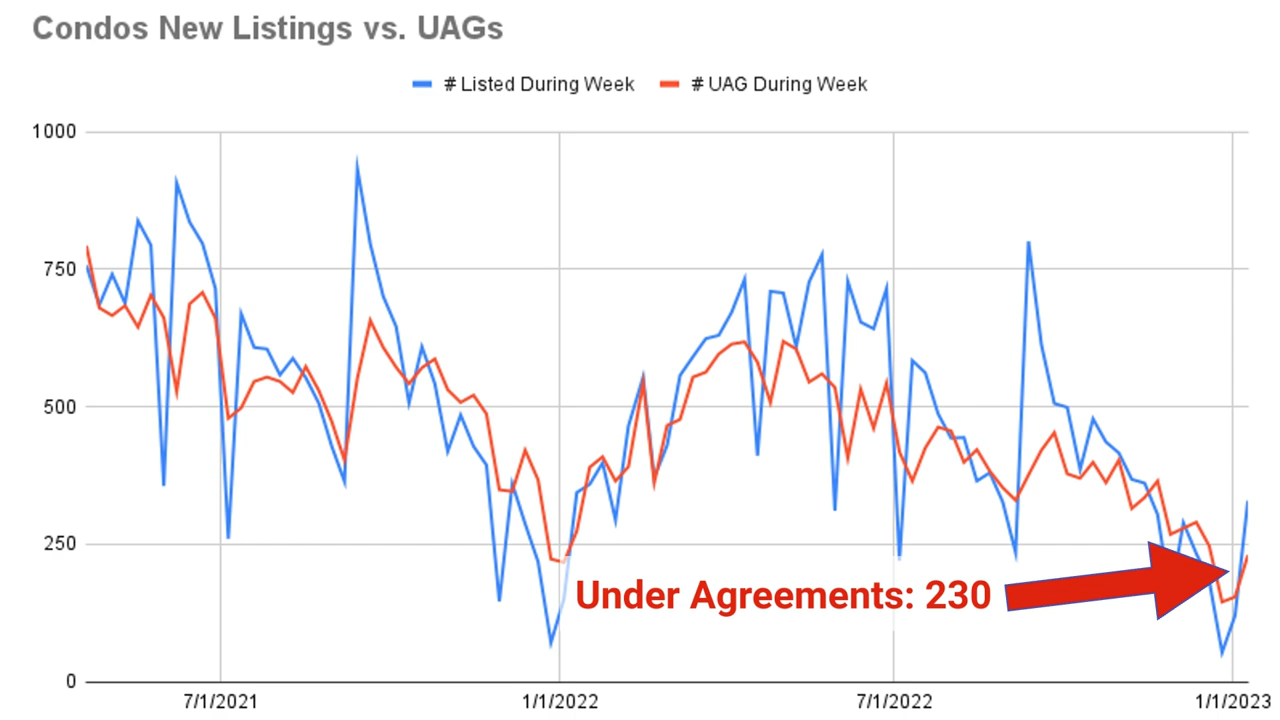 Condos New Listings vs. UAGs
# Listed During Week # UAG During Week
1000
750
500
250
0
Under Agreements: 230
7/1/2021 1/1/2022 7/1/2022 1/1/2023